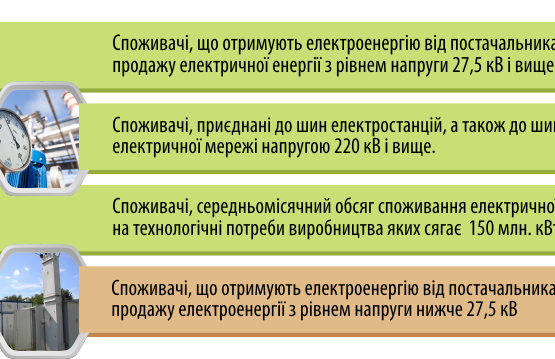 Споживачі, що отримують електроенергію від постачальника
продажу електричної енергії з рівнем напруги 27,5 кВ і вище
Споживачі, приєднані до шин електростанцій, а також до шин
електричної мережі напругою 220 кВ і вище.
Споживачі, середньомісячний обсяг споживання електричної
на технологічні потреби виробництва яких сягає 150 млн. кВт
Споживачі, що отримують електроенергію від постачальника
продажу електроенергії з рівнем напруги нижче 27,5 кВ